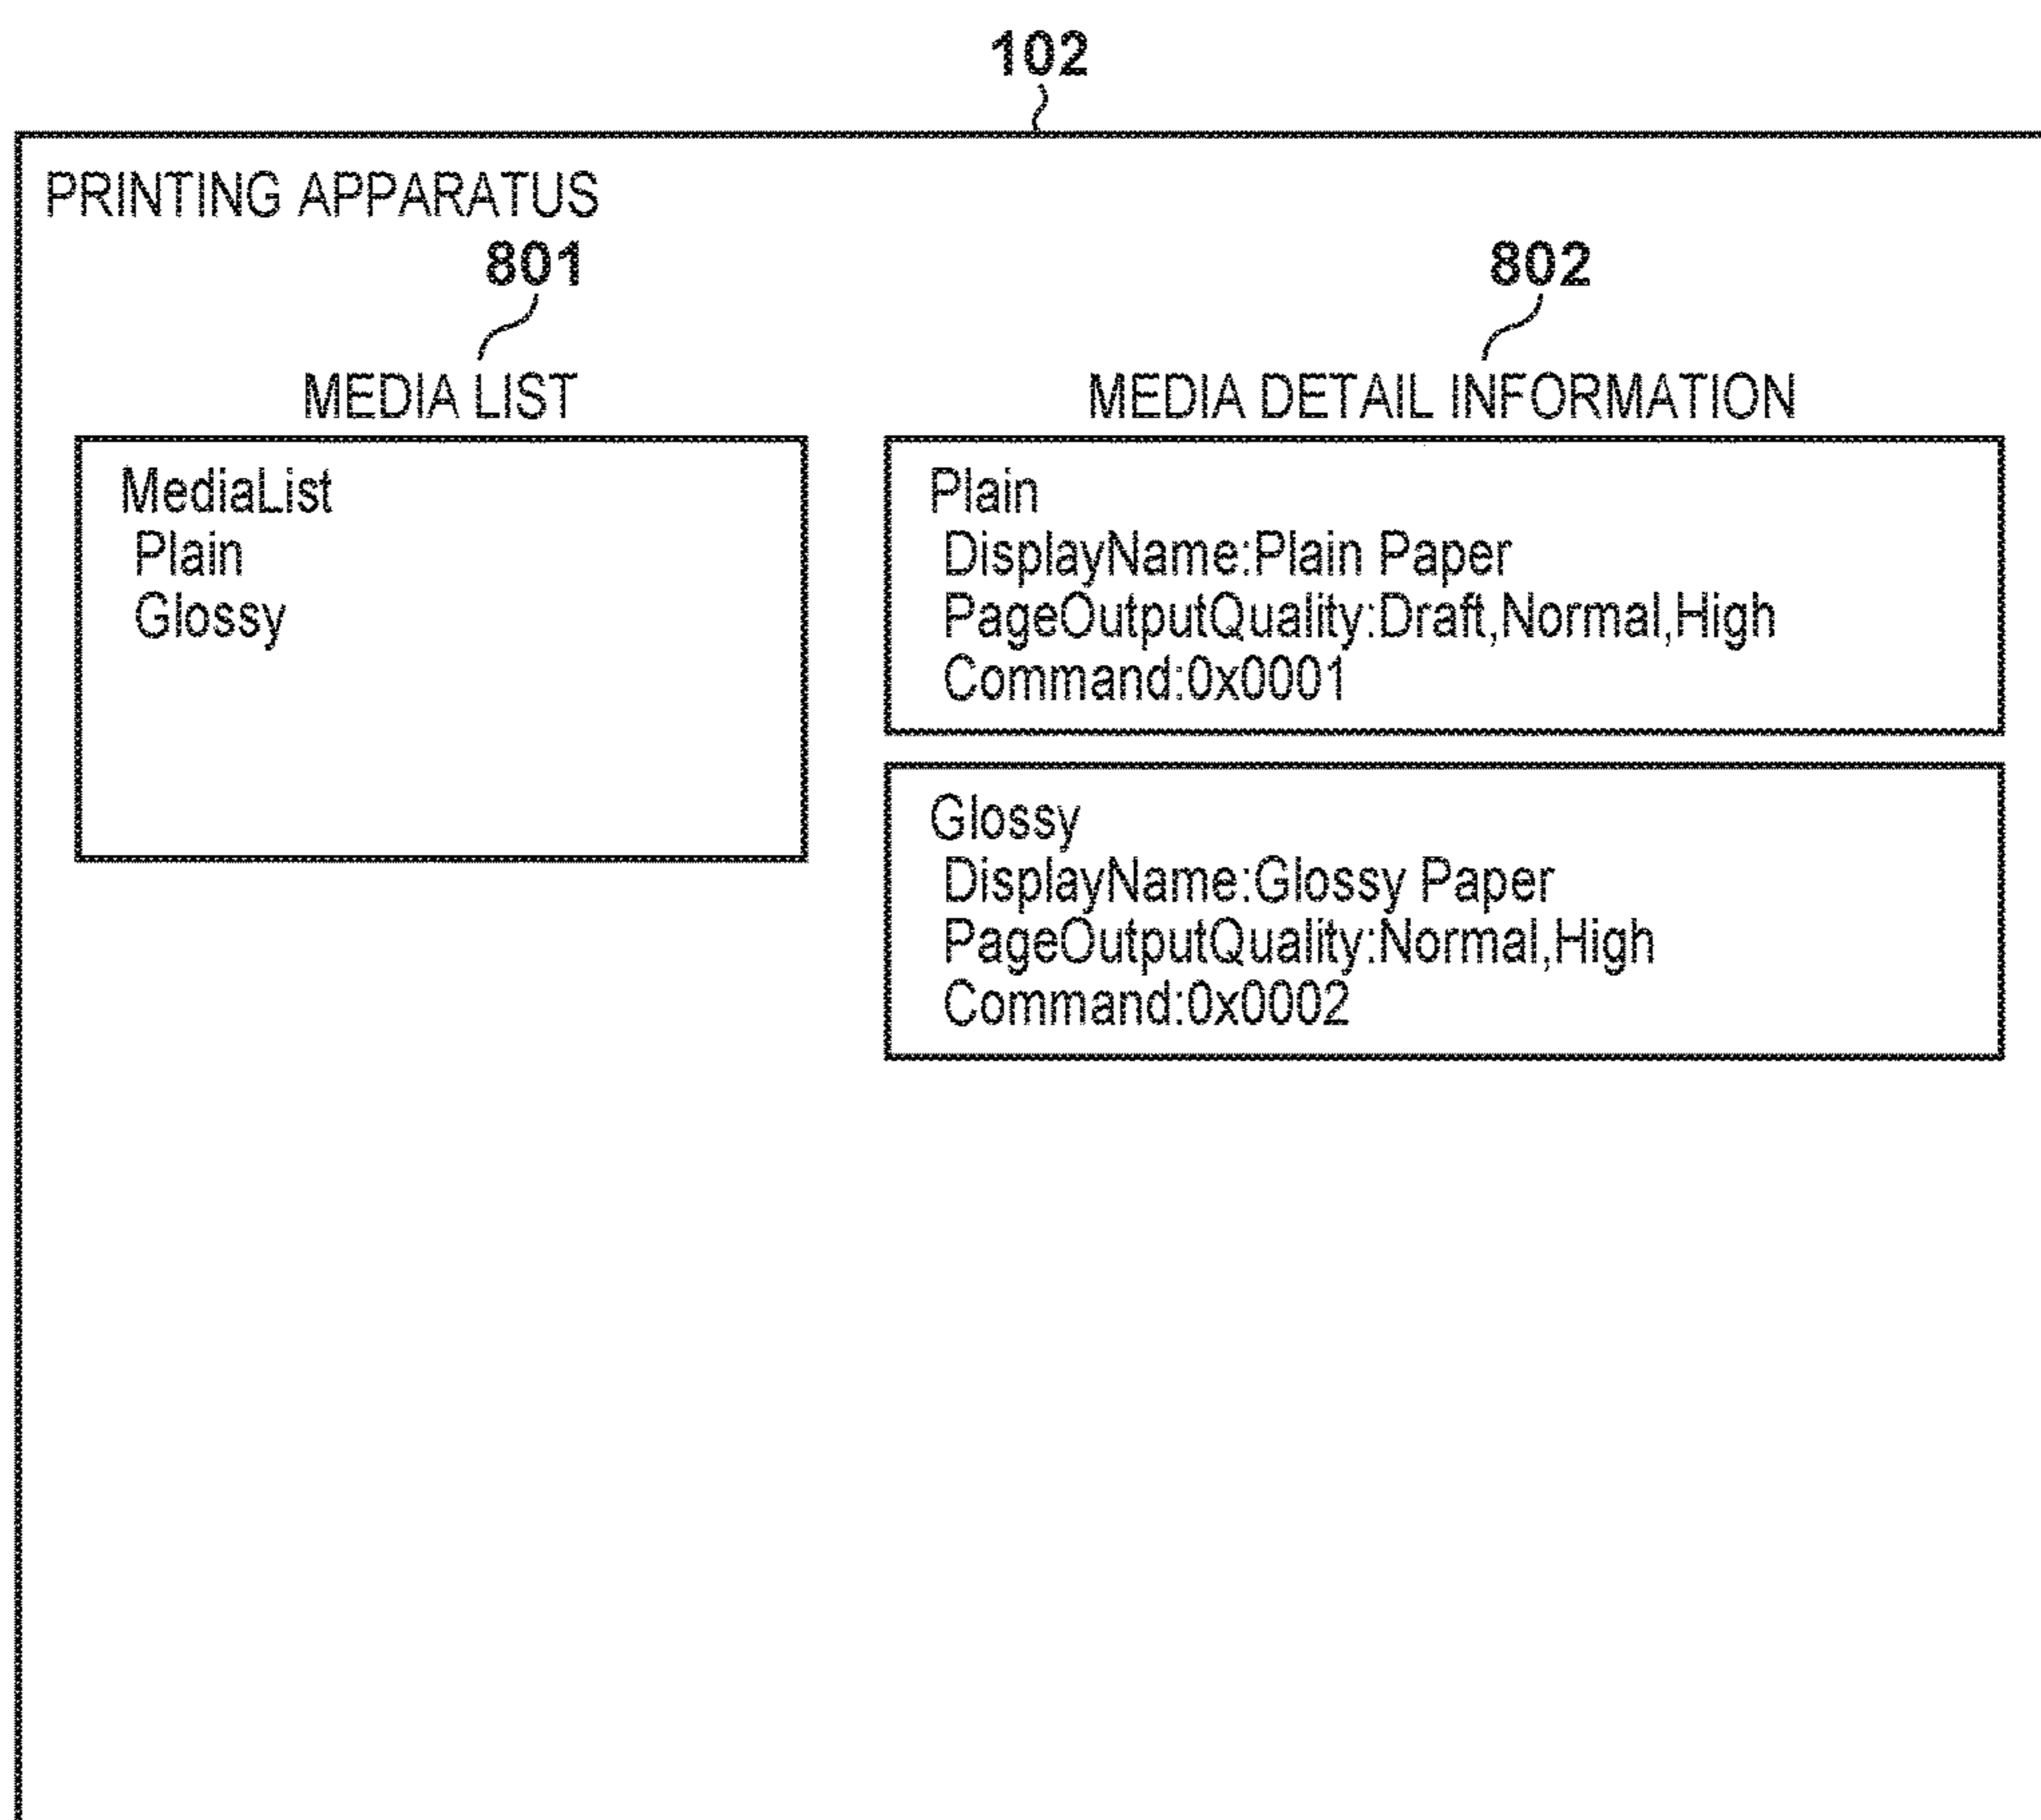 102
PRINTING APPARATUS
801
MEDIA LIST
MediaList
Plain
Glossy
802
MEDIA DETAIL INFORMATION
Plain
DisplayName:Plain Paper
PageOutputQuality:Draft,Normal,High
Command:0x0001
Glossy
DisplayName:Glossy Paper
PageOutputQuality:Normal,High
Command:0x0002